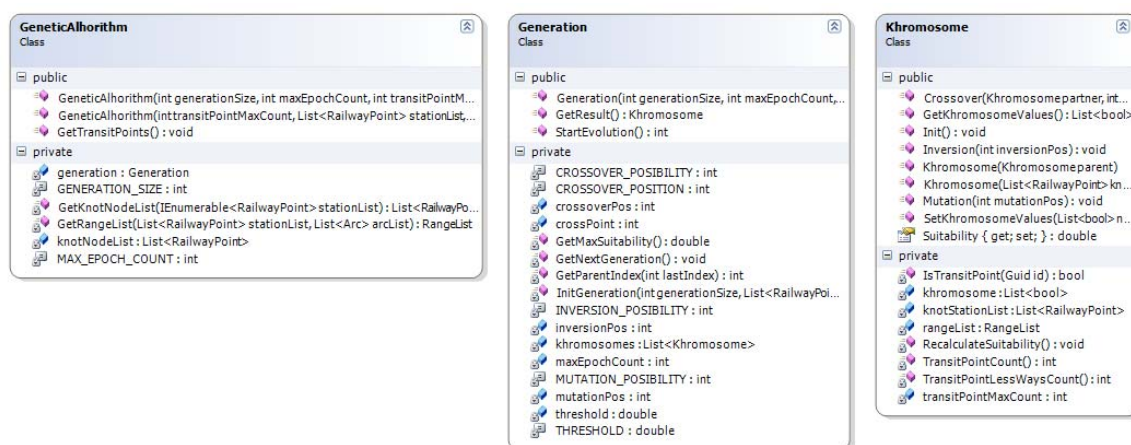 GeneticAlhorithm
Class
public
GeneticAlhorithm(int generationSize, int maxEpochCount, int transitPointM...
GeneticAlhorithm(inttransitPointMaxCount, List<RailwayPoint> stationList,...
GetTransitPoints() : void
private
generation : Generation
GENERATION_SIZE : int
GetKnotNodeList(IEnumerable<RailwayPoint> stationList) : List<RailwayPo...
GetRangeList(List<RailwayPoint> stationList, List<Arc> arcList) : RangeList
knotNodeList : List<RailwayPoint>
MAX_EPOCH_COUNT : int
Generation
Class
public
Generation(int generationSize, int maxEpochCount,...
GetResult() : Khromosome
StartEvolution() : int
private
CROSSOVER_POSIBILITY : int
CROSSOVER_POSITION : int
crossoverPos : int
crossPoint : int
GetMaxSuitability() : double
GetNextGeneration() : void
GetParentIndex(int lastIndex) : int
InitGeneration(int generationSize, List<RailwayPoi...
INVERSION_POSIBILITY : int
inversionPos : int
khromosomes : List<Khromosome>
maxEpochCount : int
MUTATION_POSIBILITY : int
mutationPos : int
threshold : double
THRESHOLD : double
Khromosome
Class
public
Crossover(Khromosome partner, int...
GetKhromosomeValues() : List<bool>
Init() : void
Inversion(int inversionPos) : void
Khromosome(Khromosome parent)
Khromosome(List<RailwayPoint> kn...
Mutation(int mutationPos) : void
SetKhromosomeValues(List<bool> n...
Suitability { get; set; } : double
private
IsTransitPoint(Guid id) : bool
khromosome : List<bool>
knotStationList : List<RailwayPoint>
rangeList : RangeList
RecalculateSuitability() : void
TransitPointCount() : int
TransitPointLessWaysCount() : int
transitPointMaxCount : int